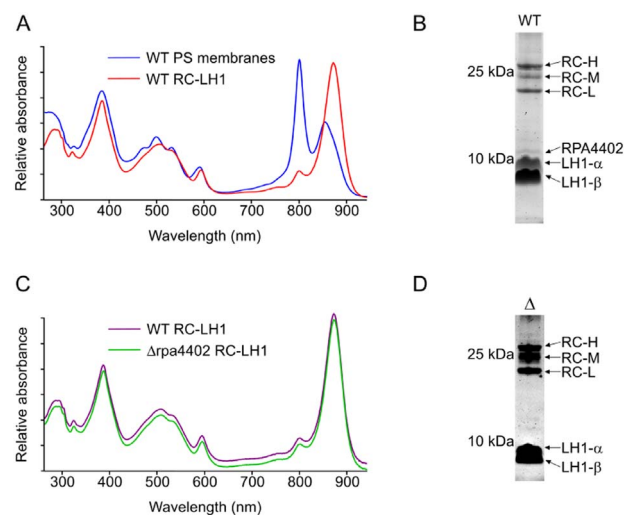 A
WT PS membranes
WT RC-LH1
Relative absorbance
300 400 500 600 700 800 900
Wavelength (nm)
B
WT
25 kDa
10 kDa
RC-H
RC-M
RC-L
RPA4402
LH1-α
LH1-β
C
WT RC-LH1
Δrpa4402 RC-LH1
Relative absorbance
300 400 500 600 700 800 900
Wavelength (nm)
D
Δ
25 kDa
10 kDa
RC-H
RC-M
RC-L
LH1-α
LH1-β